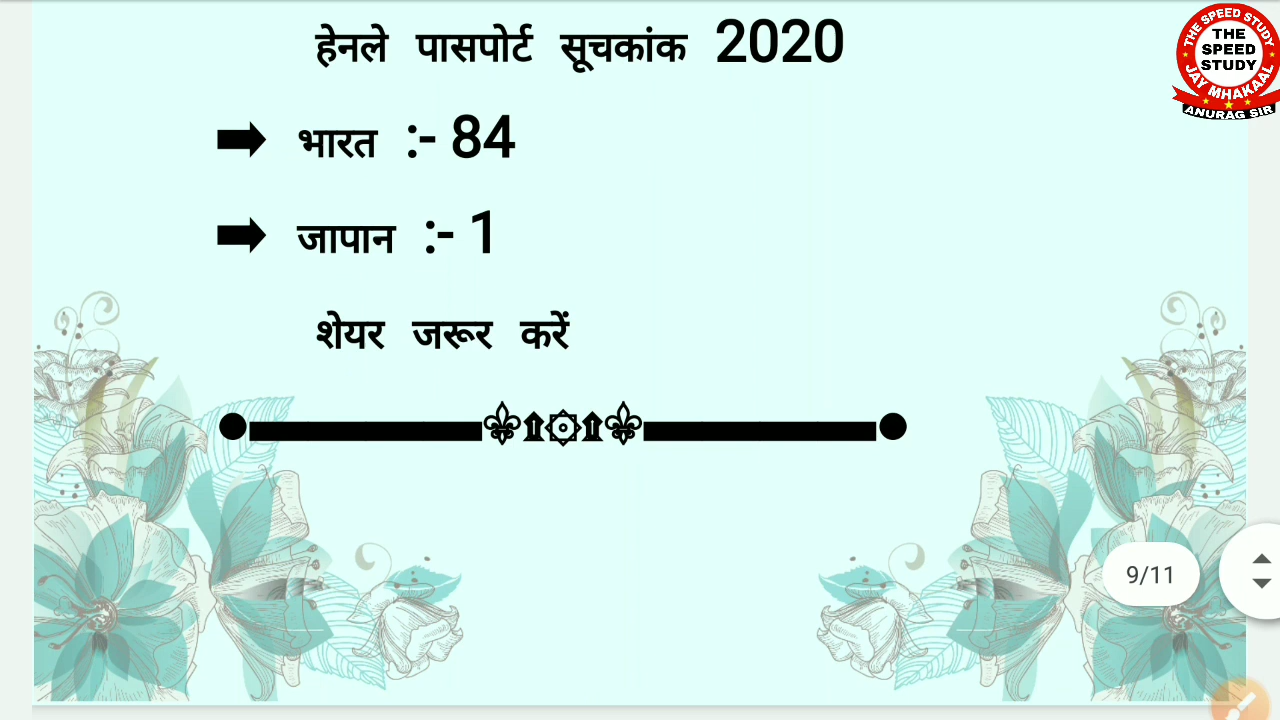 हेनले पासपोर्ट सूचकांक 2020
➡ भारत :- 84
➡ जापान :- 1
शेयर जरूर करें
THE SPEED STUDY
THE
SPEED
STUDY
JAY MHAKAAL
ANURAG SIR
9/11